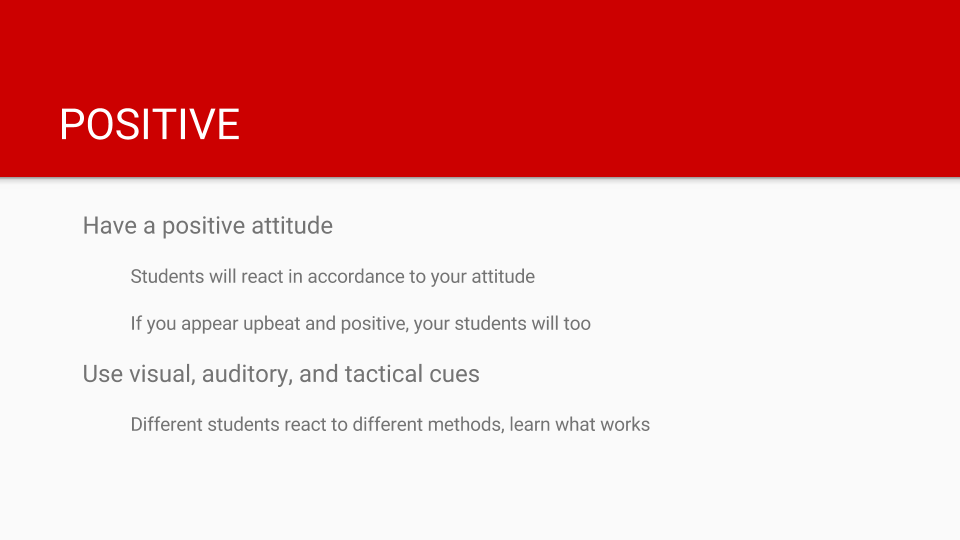 POSITIVE
Have a positive attitude
Students will react in accordance to your attitude
If you appear upbeat and positive, your students will too
Use visual, auditory, and tactical cues
Different students react to different methods, learn what works